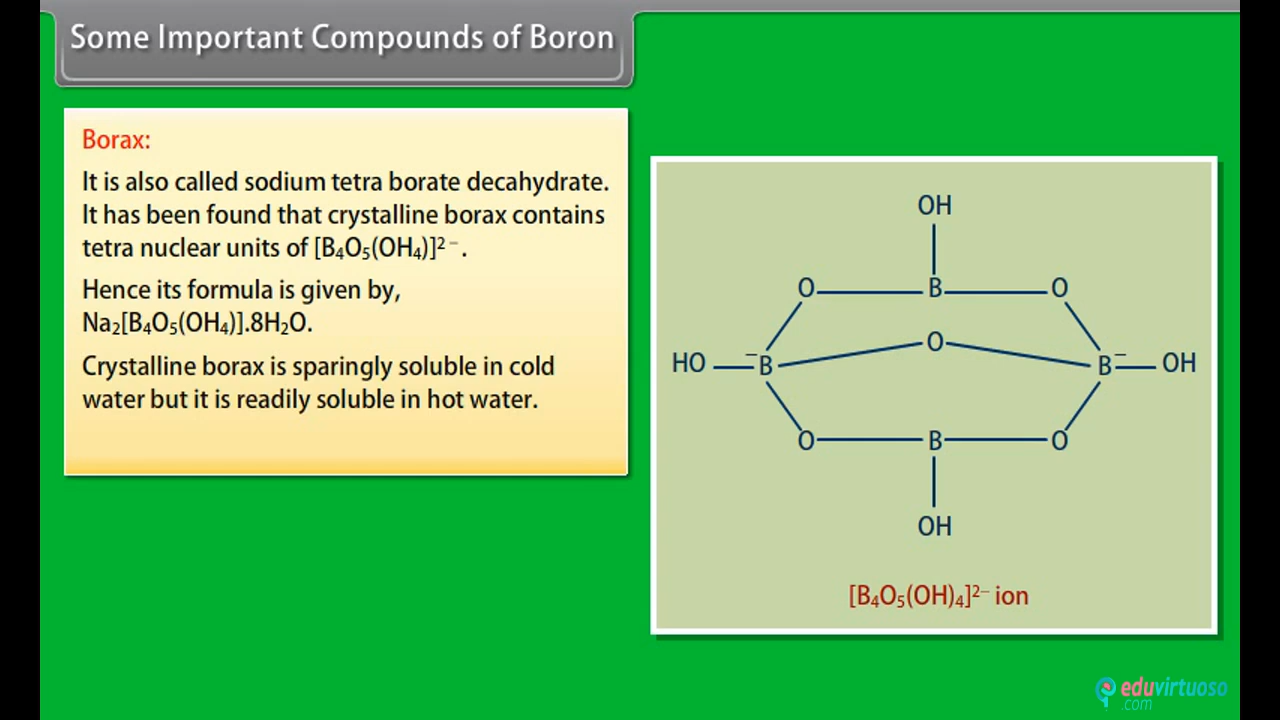 Some Important Compounds of Boron
Borax:
It is also called sodium tetra borate decahydrate.
It has been found that crystalline borax contains
tetra nuclear units of [B₄O₅(OH₄)]²⁻.
Hence its formula is given by,
Na₂[B₄O₅(OH₄)].8H₂O.
Crystalline borax is sparingly soluble in cold
water but it is readily soluble in hot water.
OH
O B O
O
HO ⁻B B⁻ OH
O B O
OH
[B₄O₅(OH)₄]²⁻ ion
eduvirtuoso
.com